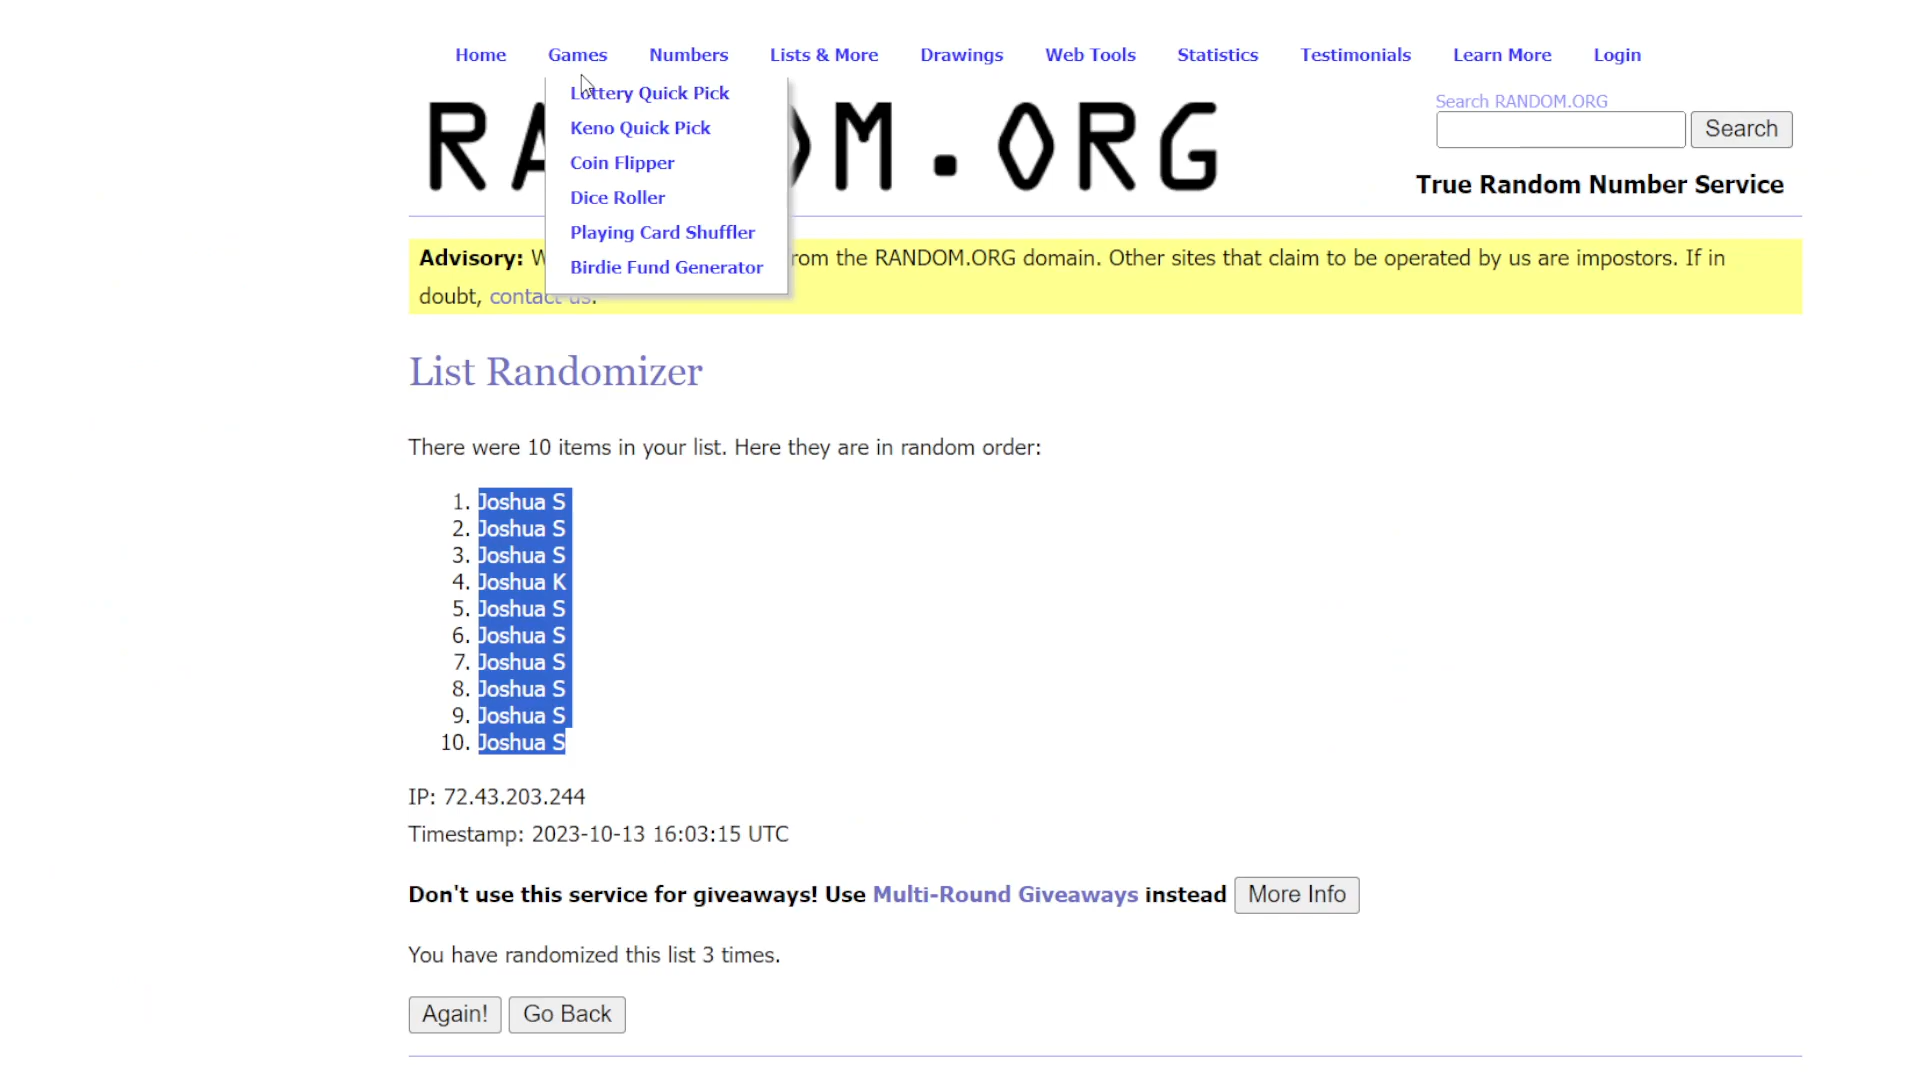 Home Games Numbers Lists & More Drawings Web Tools Statistics Testimonials Learn More Login
Lottery Quick Pick
Keno Quick Pick
Coin Flipper
Dice Roller
Playing Card Shuffler
Birdie Fund Generator
RA M.ORG
Search RANDOM.ORG
Search
True Random Number Service
Advisory: W rom the RANDOM.ORG domain. Other sites that claim to be operated by us are impostors. If in
doubt, contact us.
List Randomizer
There were 10 items in your list. Here they are in random order:
1. Joshua S
2. Joshua S
3. Joshua S
4. Joshua K
5. Joshua S
6. Joshua S
7. Joshua S
8. Joshua S
9. Joshua S
10. Joshua S
IP: 72.43.203.244
Timestamp: 2023-10-13 16:03:15 UTC
Don't use this service for giveaways! Use Multi-Round Giveaways instead More Info
You have randomized this list 3 times.
Again! Go Back